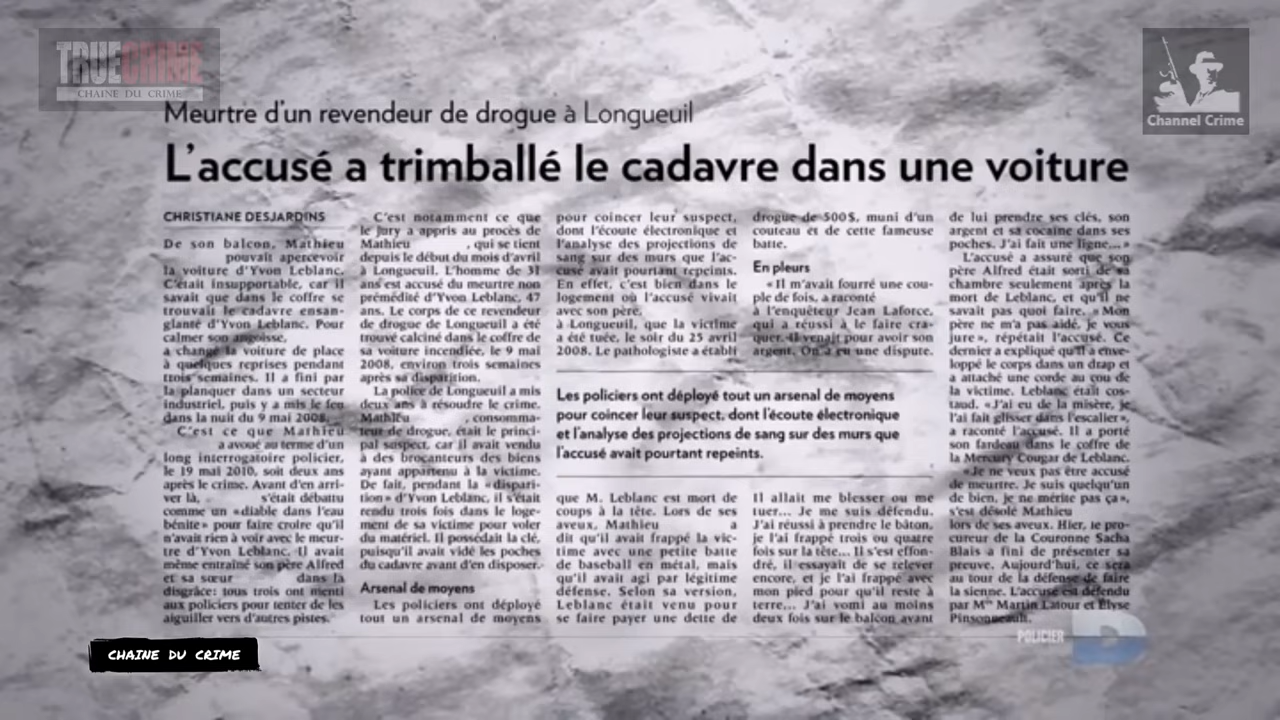 TRUECRIME
CHAINE DU CRIME
Channel Crime
Meurtre d'un revendeur de drogue à Longueuil
L'accusé a trimballé le cadavre dans une voiture
CHRISTIANE DESJARDINS
De son balcon, Mathieu
pouvait apercevoir
la voiture d'Yvon Leblanc.
C'était insupportable, car il
savait que dans le coffre se
trouvait le cadavre ensan-
glanté d'Yvon Leblanc. Pour
calmer son angoisse,
a changé la voiture de place
à quelques reprises pendant
trois semaines. Il a fini par
la planquer dans un secteur
industriel, puis y a mis le feu
dans la nuit du 9 mai 2008.
C'est ce que Mathieu
a avoué au terme d'un
long interrogatoire policier,
le 19 mai 2010, soit deux ans
après le crime. Avant d'en arri-
ver là, s'était débattu
comme un «diable dans l'eau
bénite» pour faire croire qu'il
n'avait rien à voir avec le meur-
tre d'Yvon Leblanc. Il avait
même entraîné son père Alfred
et sa sœur dans la
disgrâce: tous trois ont menti
aux policiers pour tenter de les
aiguiller vers d'autres pistes.
C'est notamment ce que
le jury a appris au procès de
Mathieu , qui se tient
depuis le début du mois d'avril
à Longueuil. L'homme de 31
ans est accusé du meurtre non
prémédité d'Yvon Leblanc, 47
ans. Le corps de ce revendeur
de drogue de Longueuil a été
trouvé calciné dans le coffre de
sa voiture incendiée, le 9 mai
2008, environ trois semaines
après sa disparition.
La police de Longueuil a mis
deux ans à résoudre le crime.
Mathieu , consomma-
teur de drogue, était le princi-
pal suspect, car il avait vendu
à des brocanteurs des biens
ayant appartenu à la victime.
De fait, pendant la «dispari-
tion» d'Yvon Leblanc, il s'était
rendu trois fois dans le loge-
ment de sa victime pour voler
du matériel. Il possédait la clé,
puisqu'il avait vidé les poches
du cadavre avant d'en disposer.
Arsenal de moyens
Les policiers ont déployé
tout un arsenal de moyens
pour coincer leur suspect,
dont l'écoute électronique et
l'analyse des projections de
sang sur des murs que l'ac-
cusé avait pourtant repeints.
En effet, c'est bien dans le
logement où l'accusé vivait
avec son père,
à Longueuil, que la victime
a été tuée, le soir du 25 avril
2008. Le pathologiste a établi
Les policiers ont déployé tout un arsenal de moyens
pour coincer leur suspect, dont l'écoute électronique
et l'analyse des projections de sang sur des murs que
l'accusé avait pourtant repeints.
que M. Leblanc est mort de
coups à la tête. Lors de ses
aveux, Mathieu a
dit qu'il avait frappé la vic-
time avec une petite batte
de baseball en métal, mais
qu'il avait agi par légitime
défense. Selon sa version,
Leblanc était venu pour
se faire payer une dette de
drogue de 500$, muni d'un
couteau et de cette fameuse
batte.
En pleurs
«Il m'avait fourré une cou-
ple de fois, a raconté
à l'enquêteur Jean Laforce,
qui a réussi à le faire cra-
quer. Il venait pour avoir son
argent. On a eu une dispute.
Il allait me blesser ou me
tuer... Je me suis défendu.
J'ai réussi à prendre le bâton,
je l'ai frappé trois ou quatre
fois sur la tête... Il s'est effon-
dré, il essayait de se relever
encore, et je l'ai frappé avec
mon pied pour qu'il reste à
terre... J'ai vomi au moins
deux fois sur le balcon avant
de lui prendre ses clés, son
argent et sa cocaïne dans ses
poches. J'ai fait une ligne...»
L'accusé a assuré que son
père Alfred était sorti de sa
chambre seulement après la
mort de Leblanc, et qu'il ne
savait pas quoi faire. «Mon
père ne m'a pas aidé, je vous
jure», répétait l'accusé. Ce
dernier a expliqué qu'il a enve-
loppé le corps dans un drap et
a attaché une corde au cou de
la victime. Leblanc était cos-
taud. «J'ai eu de la misère, je
l'ai fait glisser dans l'escalier»,
a raconté l'accusé. Il a porté
son fardeau dans le coffre de
la Mercury Cougar de Leblanc.
«Je ne veux pas être accusé
de meurtre. Je suis quelqu'un
de bien, je ne mérite pas ça»,
s'est désolé Mathieu
lors de ses aveux. Hier, le pro-
cureur de la Couronne Sacha
Blais a fini de présenter sa
preuve. Aujourd'hui, ce sera
au tour de la défense de faire
la sienne. L'accusé est défendu
par Mes Martin Latour et Élyse
Pinsonneault.
POLICIER
CHAINE DU CRIME